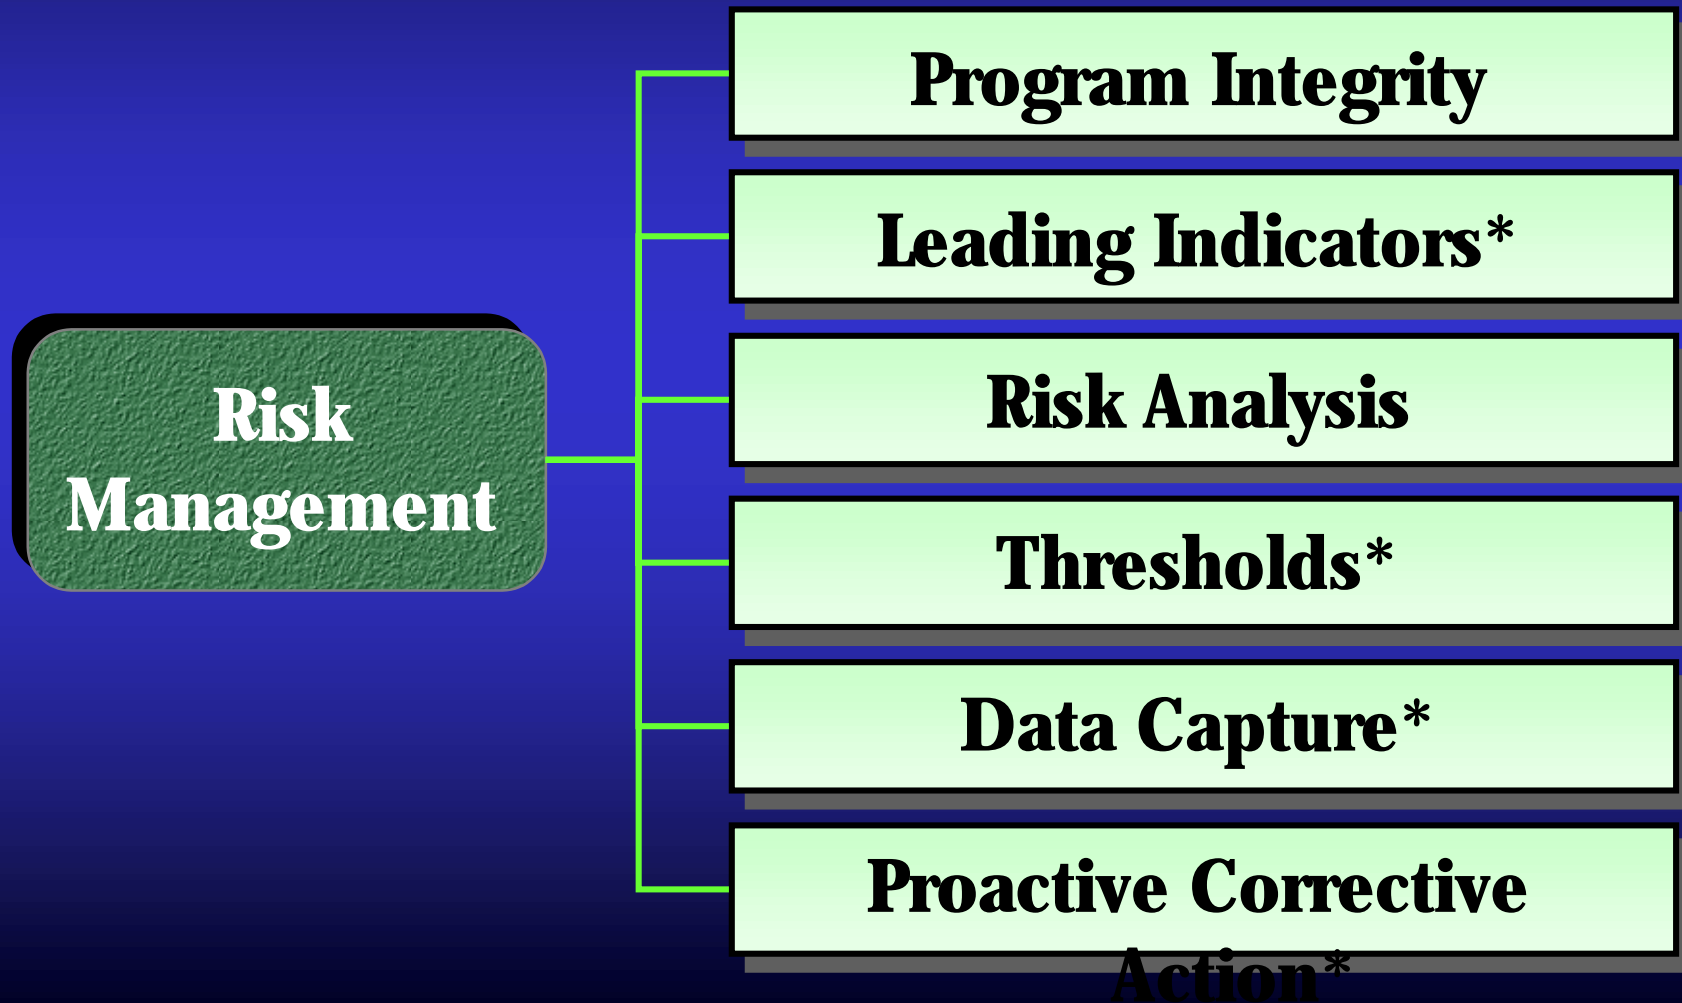 Risk
Management
Program Integrity
Leading Indicators*
Risk Analysis
Thresholds*
Data Capture*
Proactive Corrective
Action*